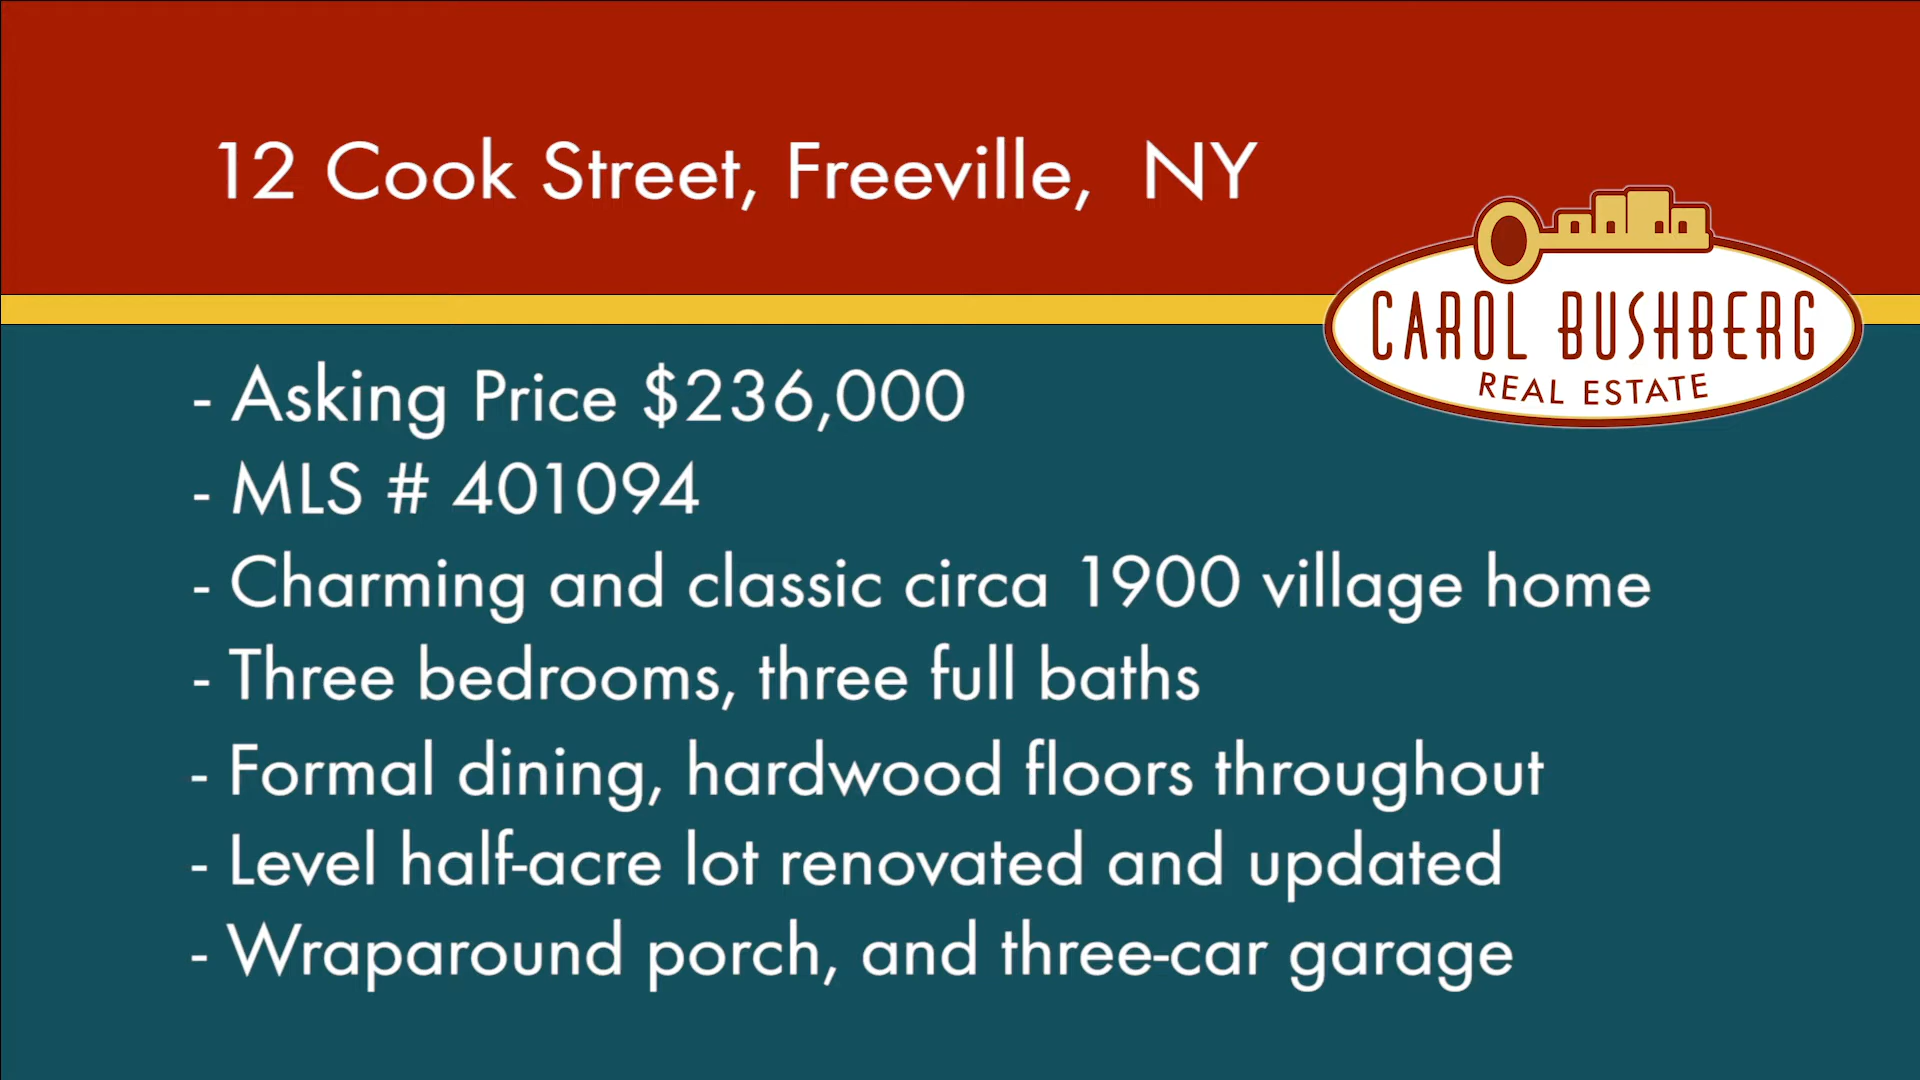 12 Cook Street, Freeville, NY
CAROL BUSHBERG
REAL ESTATE
- Asking Price $236,000
- MLS # 401094
- Charming and classic circa 1900 village home
- Three bedrooms, three full baths
- Formal dining, hardwood floors throughout
- Level half-acre lot renovated and updated
- Wraparound porch, and three-car garage